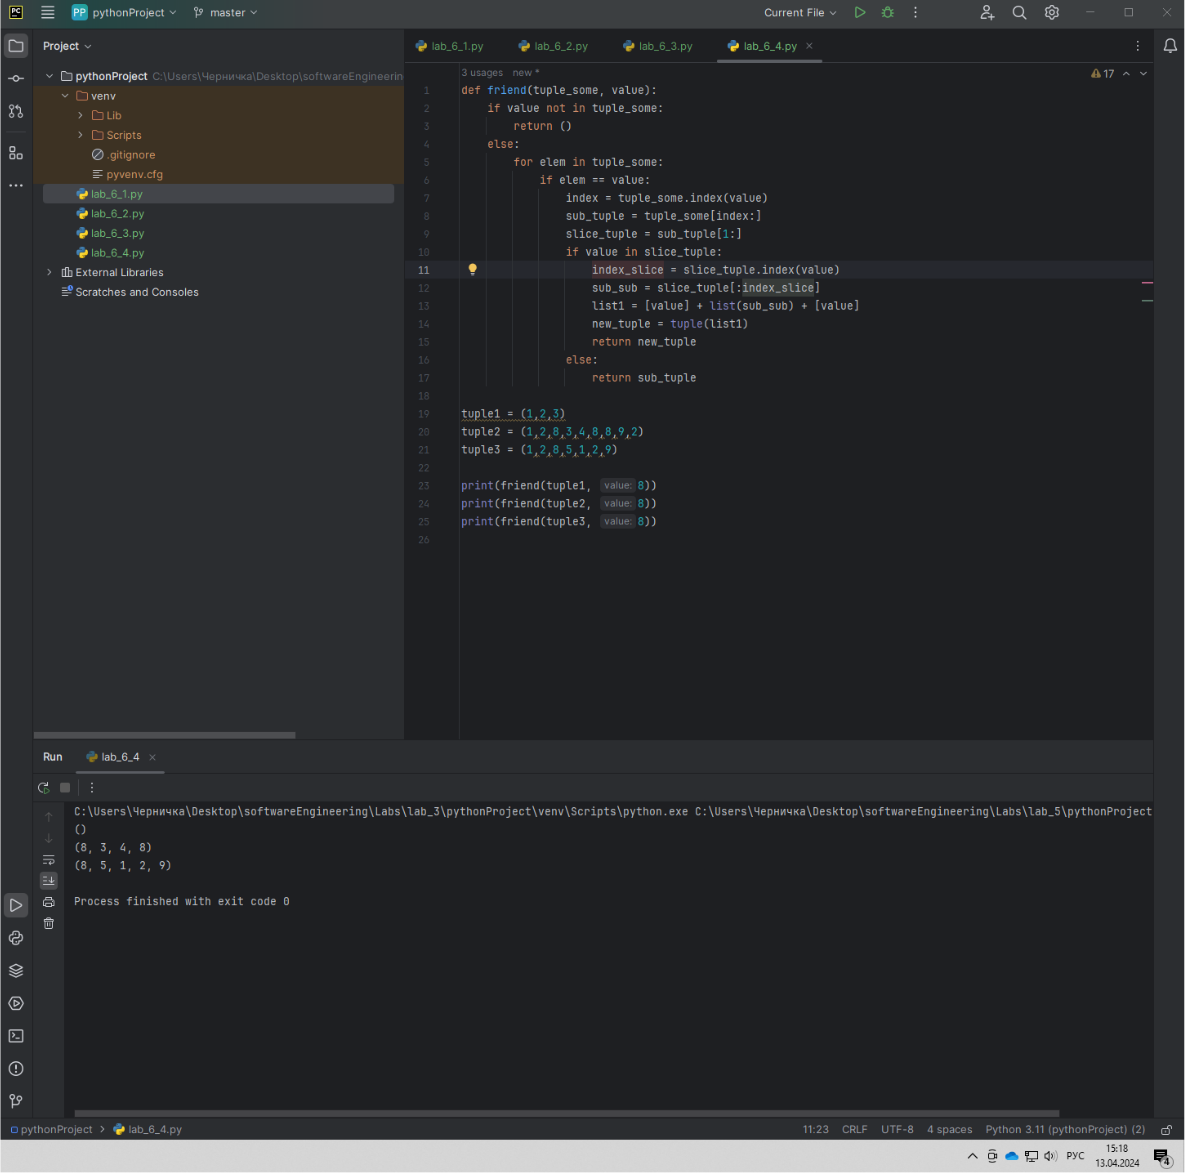 PC PP pythonProject master Current File
Project
pythonProject C:\Users\Черничка\Desktop\softwareEngineerin
venv
Lib
Scripts
.gitignore
pyvenv.cfg
lab_6_1.py
lab_6_2.py
lab_6_3.py
lab_6_4.py
External Libraries
Scratches and Consoles
lab_6_1.py lab_6_2.py lab_6_3.py lab_6_4.py
3 usages new *
17
1 def friend(tuple_some, value):
2 if value not in tuple_some:
3 return ()
4 else:
5 for elem in tuple_some:
6 if elem == value:
7 index = tuple_some.index(value)
8 sub_tuple = tuple_some[index:]
9 slice_tuple = sub_tuple[1:]
10 if value in slice_tuple:
11 index_slice = slice_tuple.index(value)
12 sub_sub = slice_tuple[:index_slice]
13 list1 = [value] + list(sub_sub) + [value]
14 new_tuple = tuple(list1)
15 return new_tuple
16 else:
17 return sub_tuple
18
19 tuple1 = (1,2,3)
20 tuple2 = (1,2,8,3,4,8,8,9,2)
21 tuple3 = (1,2,8,5,1,2,9)
22
23 print(friend(tuple1, value: 8))
24 print(friend(tuple2, value: 8))
25 print(friend(tuple3, value: 8))
26
Run lab_6_4
C:\Users\Черничка\Desktop\softwareEngineering\Labs\lab_3\pythonProject\venv\Scripts\python.exe C:\Users\Черничка\Desktop\softwareEngineering\Labs\lab_5\pythonProject
()
(8, 3, 4, 8)
(8, 5, 1, 2, 9)
Process finished with exit code 0
pythonProject lab_6_4.py 11:23 CRLF UTF-8 4 spaces Python 3.11 (pythonProject) (2)
РУС 15:18
13.04.2024 4